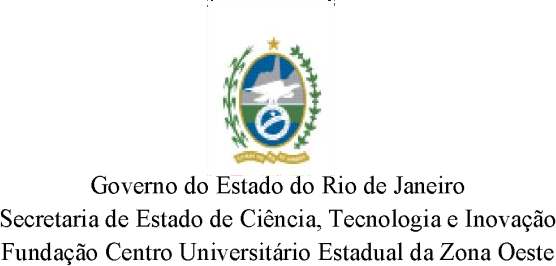 Governo do Estado do Rio de Janeiro
Secretaria de Estado de Ciência, Tecnologia e Inovação
Fundação Centro Universitário Estadual da Zona Oeste